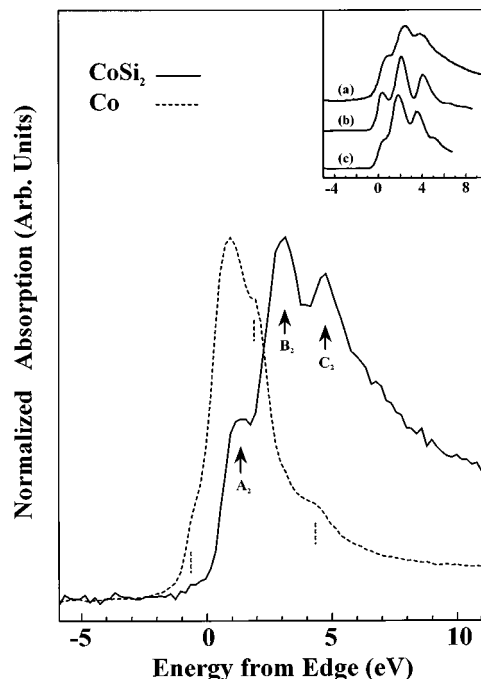 CoSi2
Co
(a)
(b)
(c)
-4 0 4 8
A2
B2
C2
Normalized Absorption (Arb. Units)
-5 0 5 10
Energy from Edge (eV)